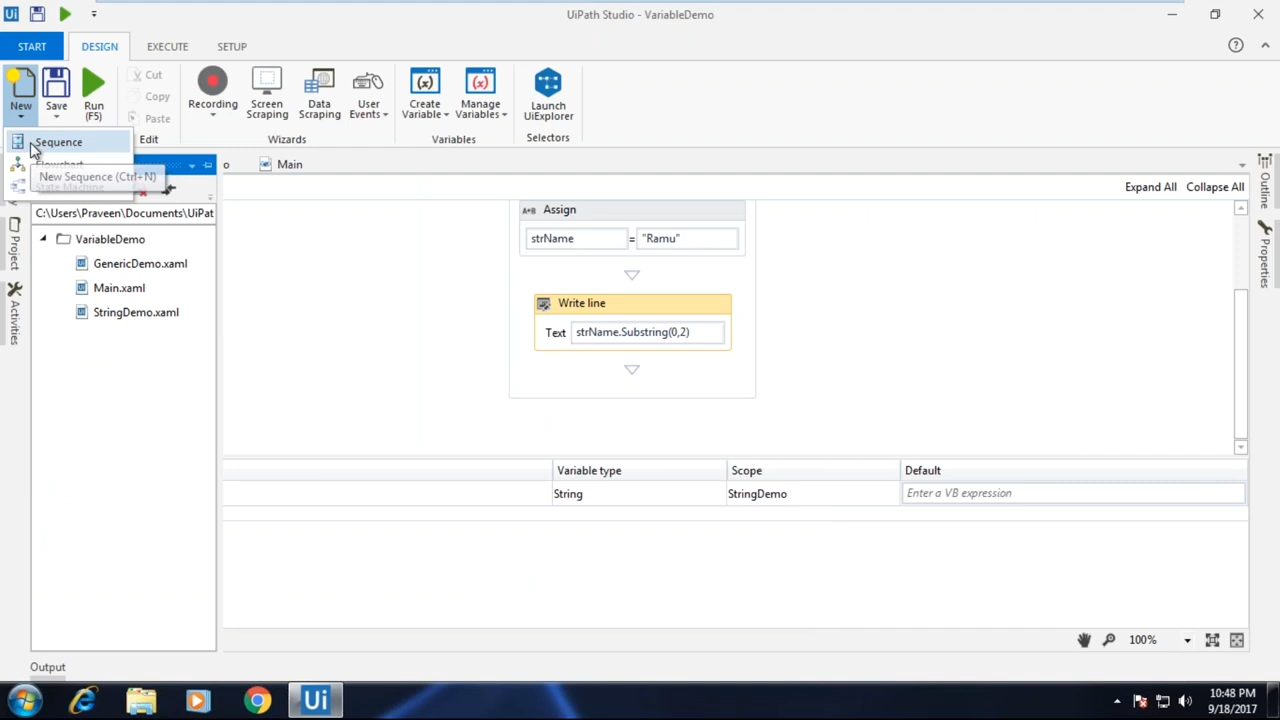 UiPath Studio - VariableDemo
START
DESIGN
EXECUTE
SETUP
New
Save
Run
(F5)
Cut
Copy
Paste
Edit
Recording
Screen
Scraping
Data
Scraping
User
Events
Wizards
Create
Variable
Manage
Variables
Variables
Launch
UiExplorer
Selectors
Sequence
Flowchart
New Sequence (Ctrl+N)
State Machine
o
Main
Expand All
Collapse All
Outline
Properties
Project
Activities
C:\Users\Praveen\Documents\UiPat
VariableDemo
GenericDemo.xaml
Main.xaml
StringDemo.xaml
A+B Assign
strName = "Ramu"
Write line
Text strName.Substring(0,2)
Variable type Scope Default
String StringDemo Enter a VB expression
100%
Output
Ui
10:48 PM
9/18/2017